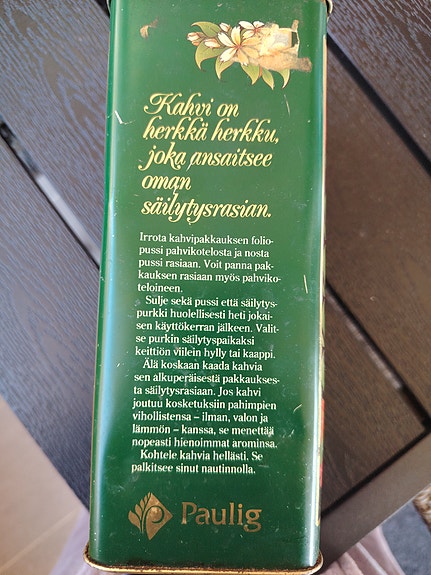 Kahvi on
herkkä herkku,
joka ansaitsee
oman
säilytysrasian.
Irrota kahvipakkauksen folio-
pussi pahvikotelosta ja nosta
pussi rasiaan. Voit panna pak-
kauksen rasiaan myös pahviko-
teloineen.
Sulje sekä pussi että säilytys-
purkki huolellisesti heti jokai-
sen käyttökerran jälkeen. Valit-
se purkin säilytyspaikaksi
keittiön viilein hylly tai kaappi.
Älä koskaan kaada kahvia
sen alkuperäisestä pakkaukses-
ta säilytysrasiaan. Jos kahvi
joutuu kosketuksiin pahimpien
vihollistensa – ilman, valon ja
lämmön – kanssa, se menettää
nopeasti hienoimmat arominsa.
Kohtele kahvia hellästi. Se
palkitsee sinut nautinnolla.
Paulig